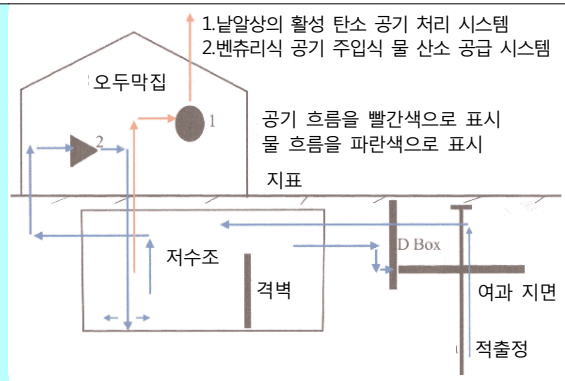 1.낱알상의 활성 탄소 공기 처리 시스템
2.벤츄리식 공기 주입식 물 산소 공급 시스템
오두막집
1
2
공기 흐름을 빨간색으로 표시
물 흐름을 파란색으로 표시
지표
저수조
D Box
격벽
여과 지면
적출정